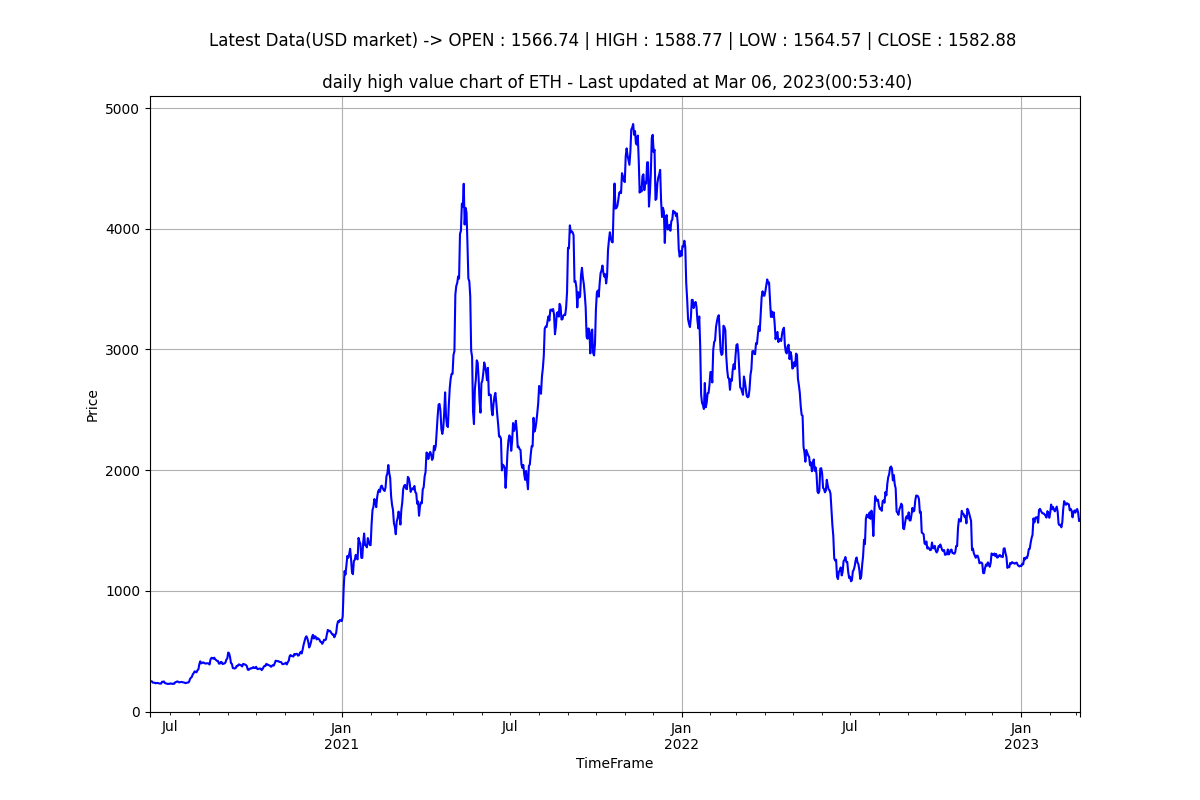 Latest Data(USD market) -> OPEN : 1566.74 | HIGH : 1588.77 | LOW : 1564.57 | CLOSE : 1582.88
daily high value chart of ETH - Last updated at Mar 06, 2023(00:53:40)
5000
4000
3000
2000
1000
0
Price
Jul Jan Jul Jan Jul Jan
2021 2022 2023
TimeFrame